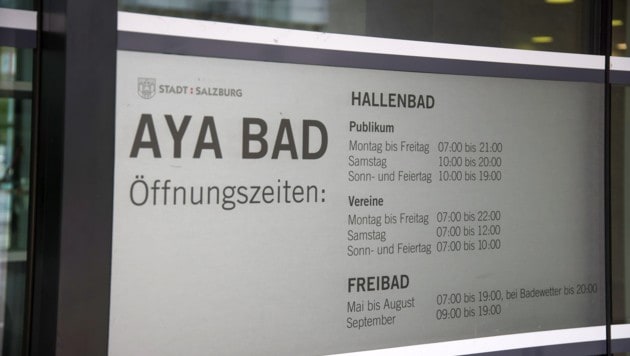 STADT : SALZBURG
AYA BAD
Öffnungszeiten:
HALLENBAD
Publikum
Montag bis Freitag 07:00 bis 21:00
Samstag 10:00 bis 20:00
Sonn- und Feiertag 10:00 bis 19:00
Vereine
Montag bis Freitag 07:00 bis 22:00
Samstag 07:00 bis 12:00
Sonn- und Feiertag 07:00 bis 10:00
FREIBAD
Mai bis August 07:00 bis 19:00, bei Badewetter bis 20:00
September 09:00 bis 19:00